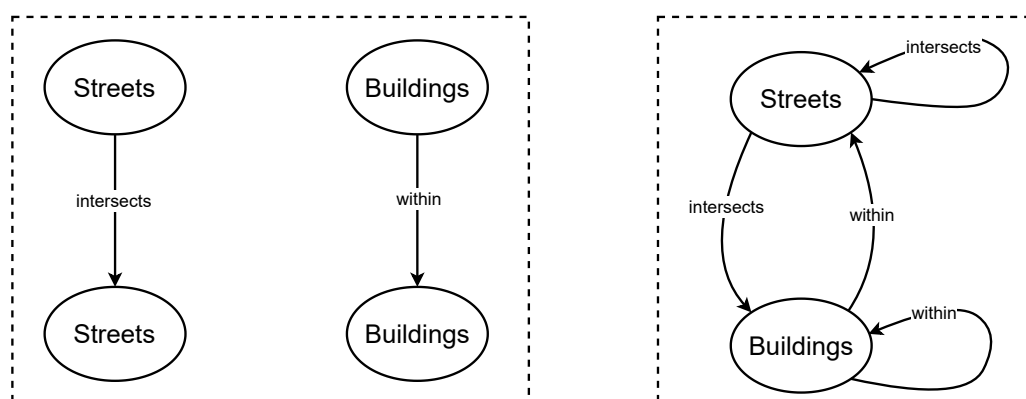 Streets
Buildings
intersects
within
Streets
Buildings
intersects
Streets
intersects
within
within
Buildings